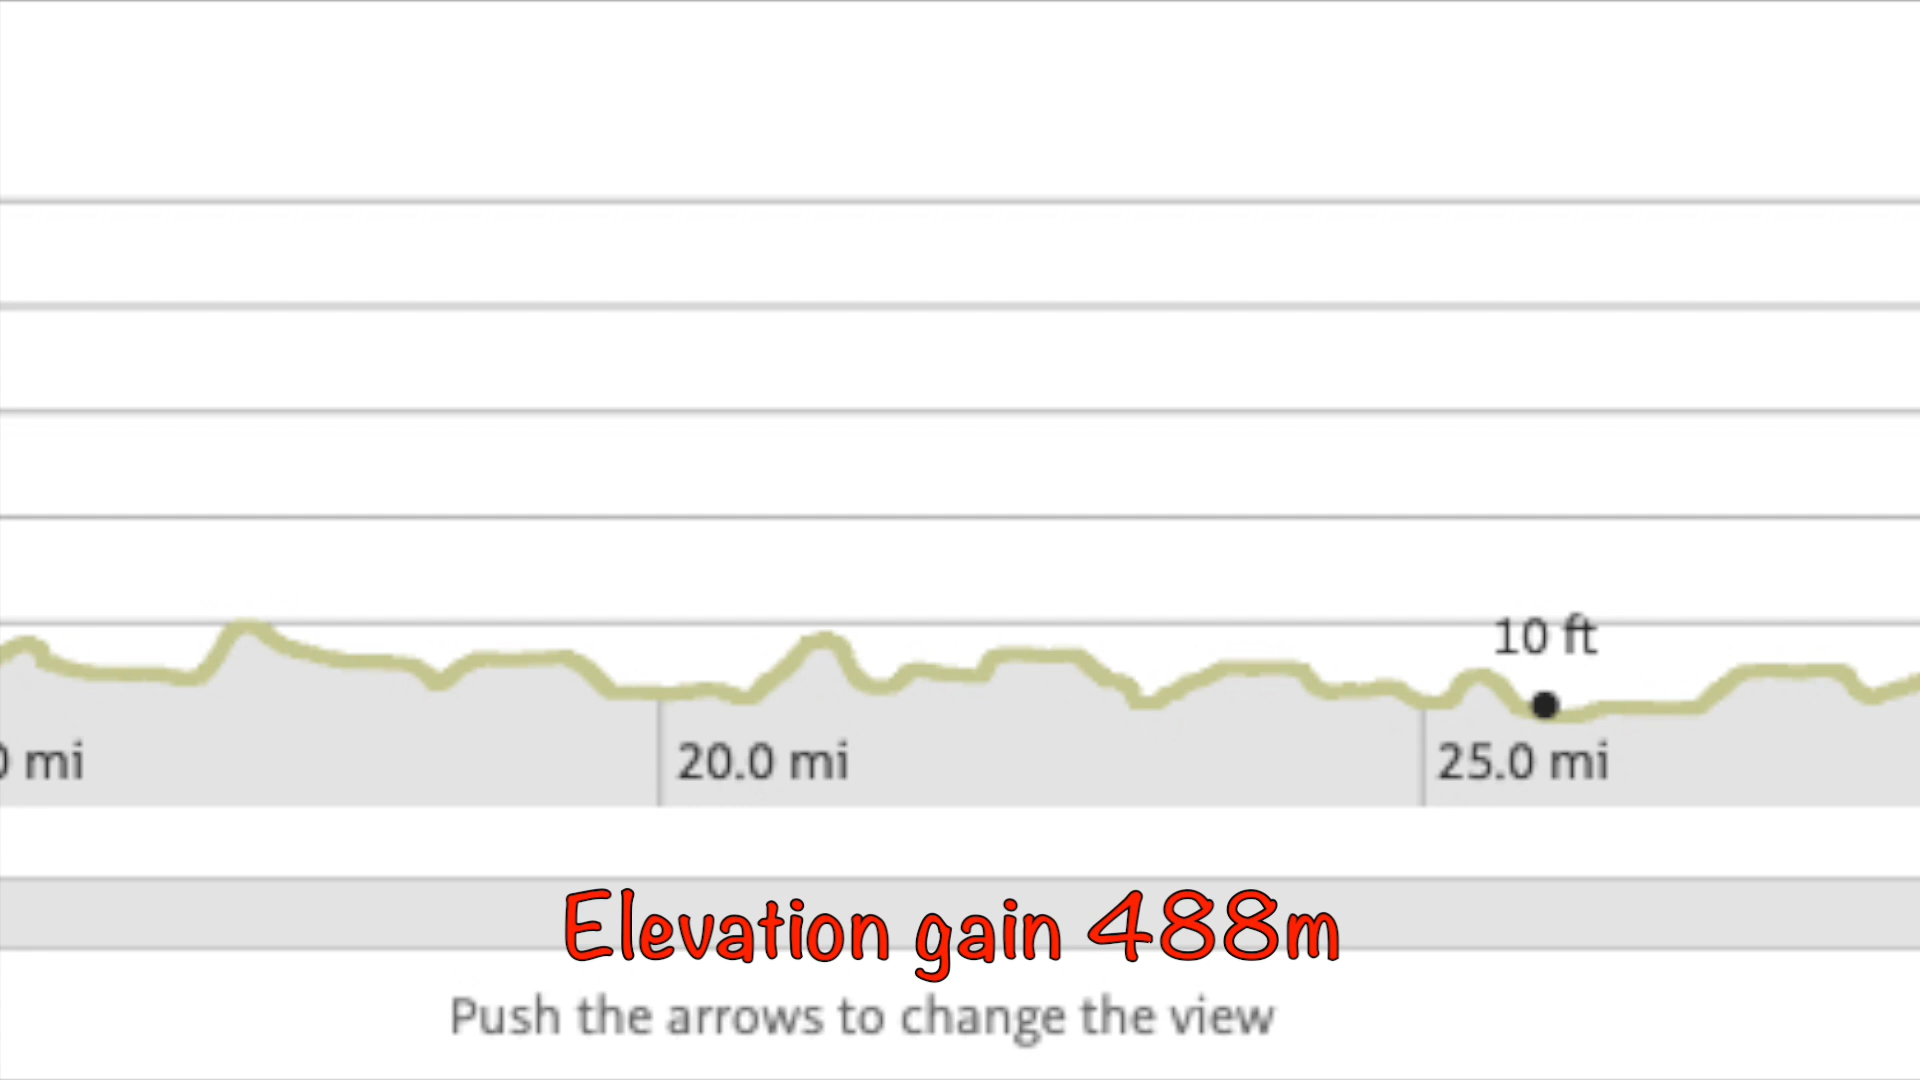 10 ft
0 mi
20.0 mi
25.0 mi
Elevation gain 488m
Push the arrows to change the view